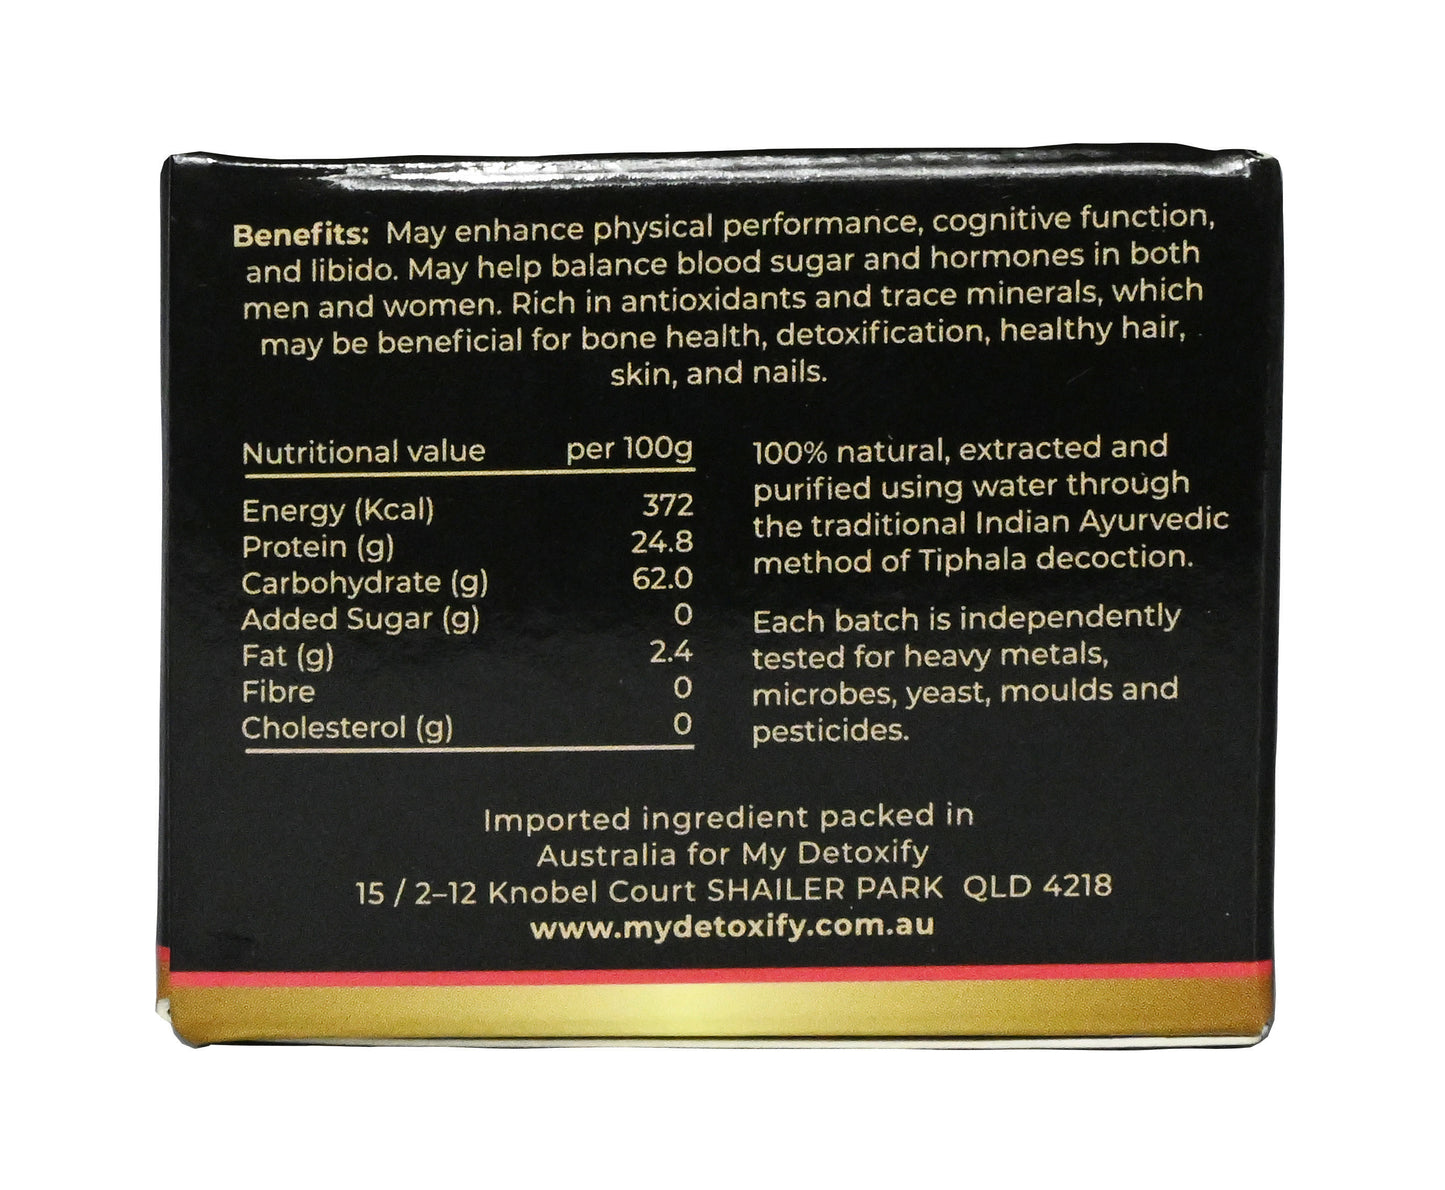 Benefits: May enhance physical performance, cognitive function,
and libido. May help balance blood sugar and hormones in both
men and women. Rich in antioxidants and trace minerals, which
may be beneficial for bone health, detoxification, healthy hair,
skin, and nails.
Nutritional value per 100g
Energy (Kcal) 372
Protein (g) 24.8
Carbohydrate (g) 62.0
Added Sugar (g) 0
Fat (g) 2.4
Fibre 0
Cholesterol (g) 0
100% natural, extracted and
purified using water through
the traditional Indian Ayurvedic
method of Tiphala decoction.
Each batch is independently
tested for heavy metals,
microbes, yeast, moulds and
pesticides.
Imported ingredient packed in
Australia for My Detoxify
15 / 2–12 Knobel Court SHAILER PARK QLD 4218
www.mydetoxify.com.au